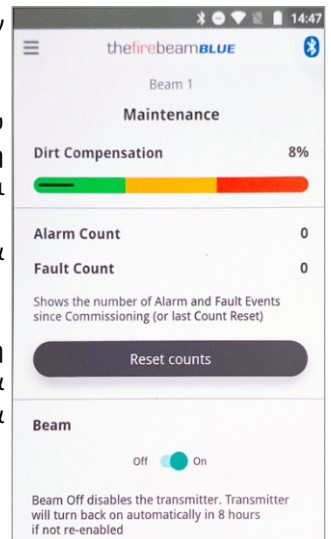 14:47
thefirebeamBLUE
Beam 1
Maintenance
Dirt Compensation 8%
Alarm Count 0
Fault Count 0
Shows the number of Alarm and Fault Events
since Commissioning (or last Count Reset)
Reset counts
Beam
Off On
Beam Off disables the transmitter. Transmitter
will turn back on automatically in 8 hours
if not re-enabled